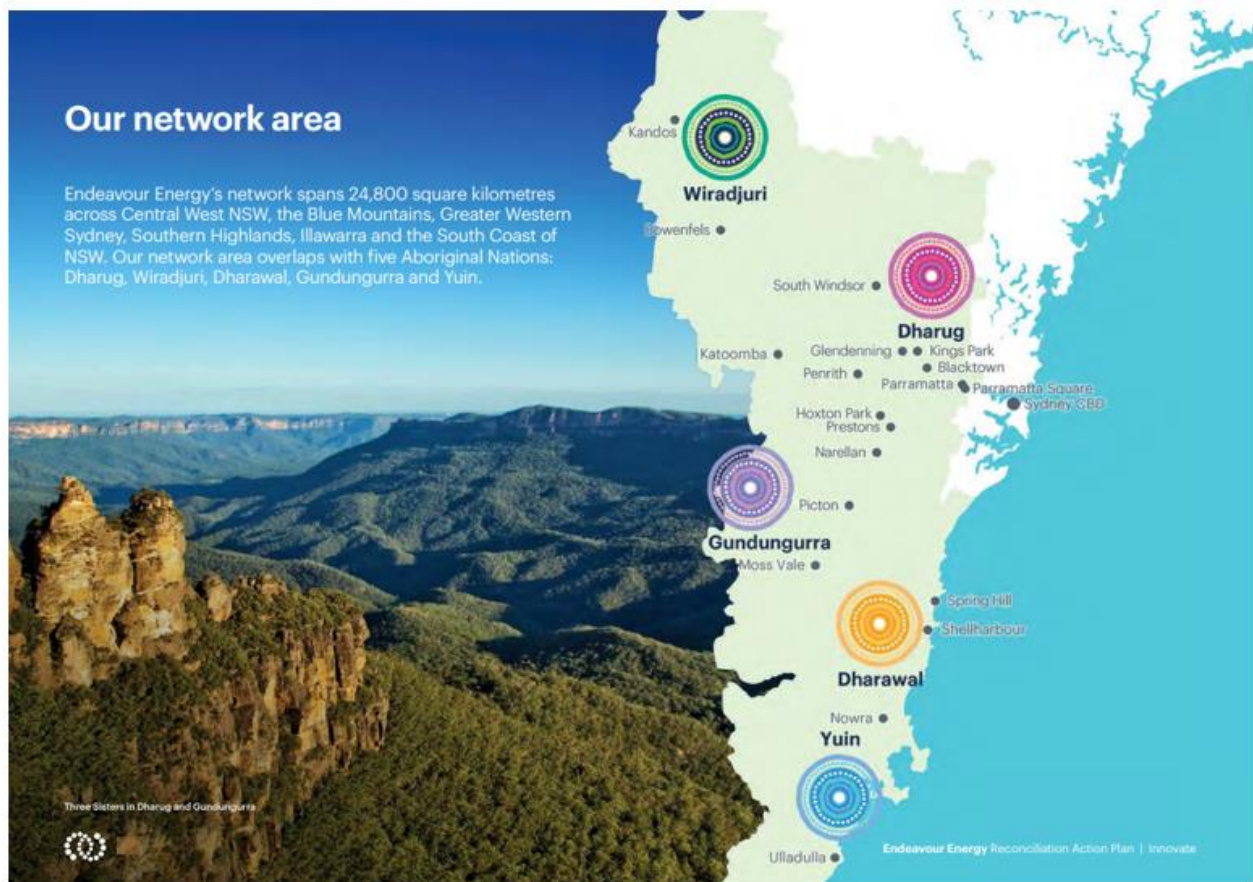 Our network area
Endeavour Energy's network spans 24,800 square kilometres
across Central West NSW, the Blue Mountains, Greater Western
Sydney, Southern Highlands, Illawarra and the South Coast of
NSW. Our network area overlaps with five Aboriginal Nations:
Dharug, Wiradjuri, Dharawal, Gundungurra and Yuin.
Kandos
Wiradjuri
Bowenfels
South Windsor
Dharug
Katoomba
Glendenning
Kings Park
Blacktown
Penrith
Parramatta
Parramatta Square
Sydney CBD
Hoxton Park
Prestons
Narellan
Picton
Gundungurra
Moss Vale
Spring Hill
Shellharbour
Dharawal
Nowra
Yuin
Ulladulla
Three Sisters in Dharug and Gundungurra
Endeavour Energy Reconciliation Action Plan | Innovate